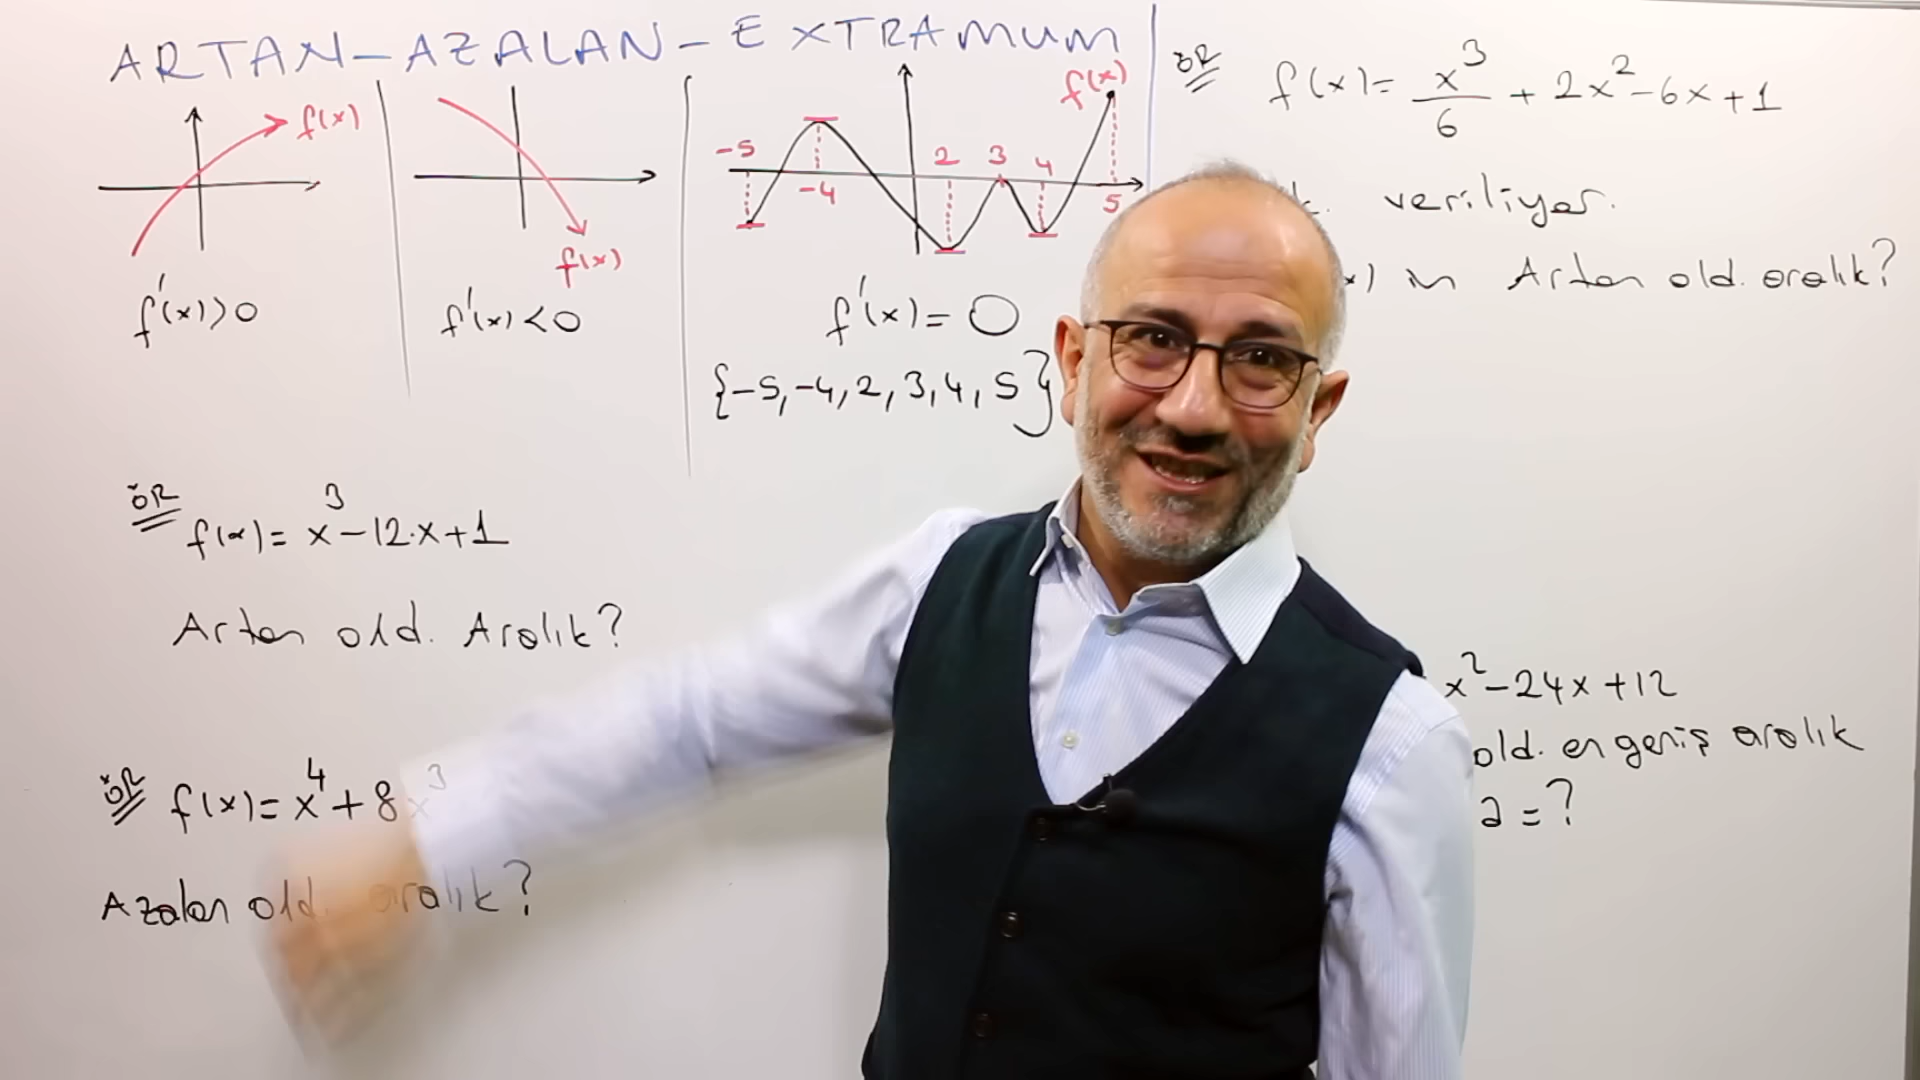 ARTAN-AZALAN-EXTRAMUM
f(x)
f'(x)>0
f(x)
f'(x)<0
f(x)
-5 -4 2 3 4 5
f'(x)=0
{-5,-4,2,3,4,5}
ÖR f(x)=x³-12.x+1
Artan old. Aralık?
ÖR f(x)=x⁴+8x³
Azalan old. aralık?
ÖR f(x)=x³/6+2x²-6x+1
veriliyor.
x) in Artan old. aralık?
x²-24x+12
old. en geniş aralık
a=?